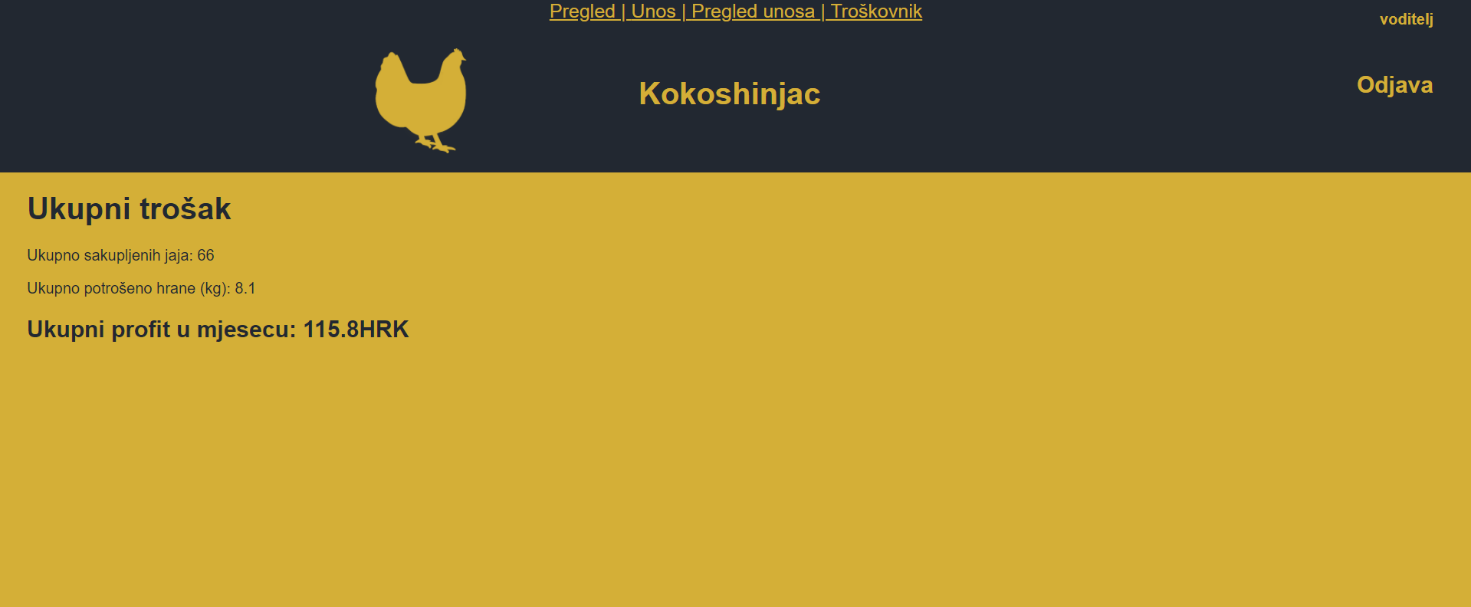 Pregled | Unos | Pregled unosa | Troškovnik
voditelj
Kokoshinjac
Odjava
Ukupni trošak
Ukupno sakupljenih jaja: 66
Ukupno potrošeno hrane (kg): 8.1
Ukupni profit u mjesecu: 115.8HRK